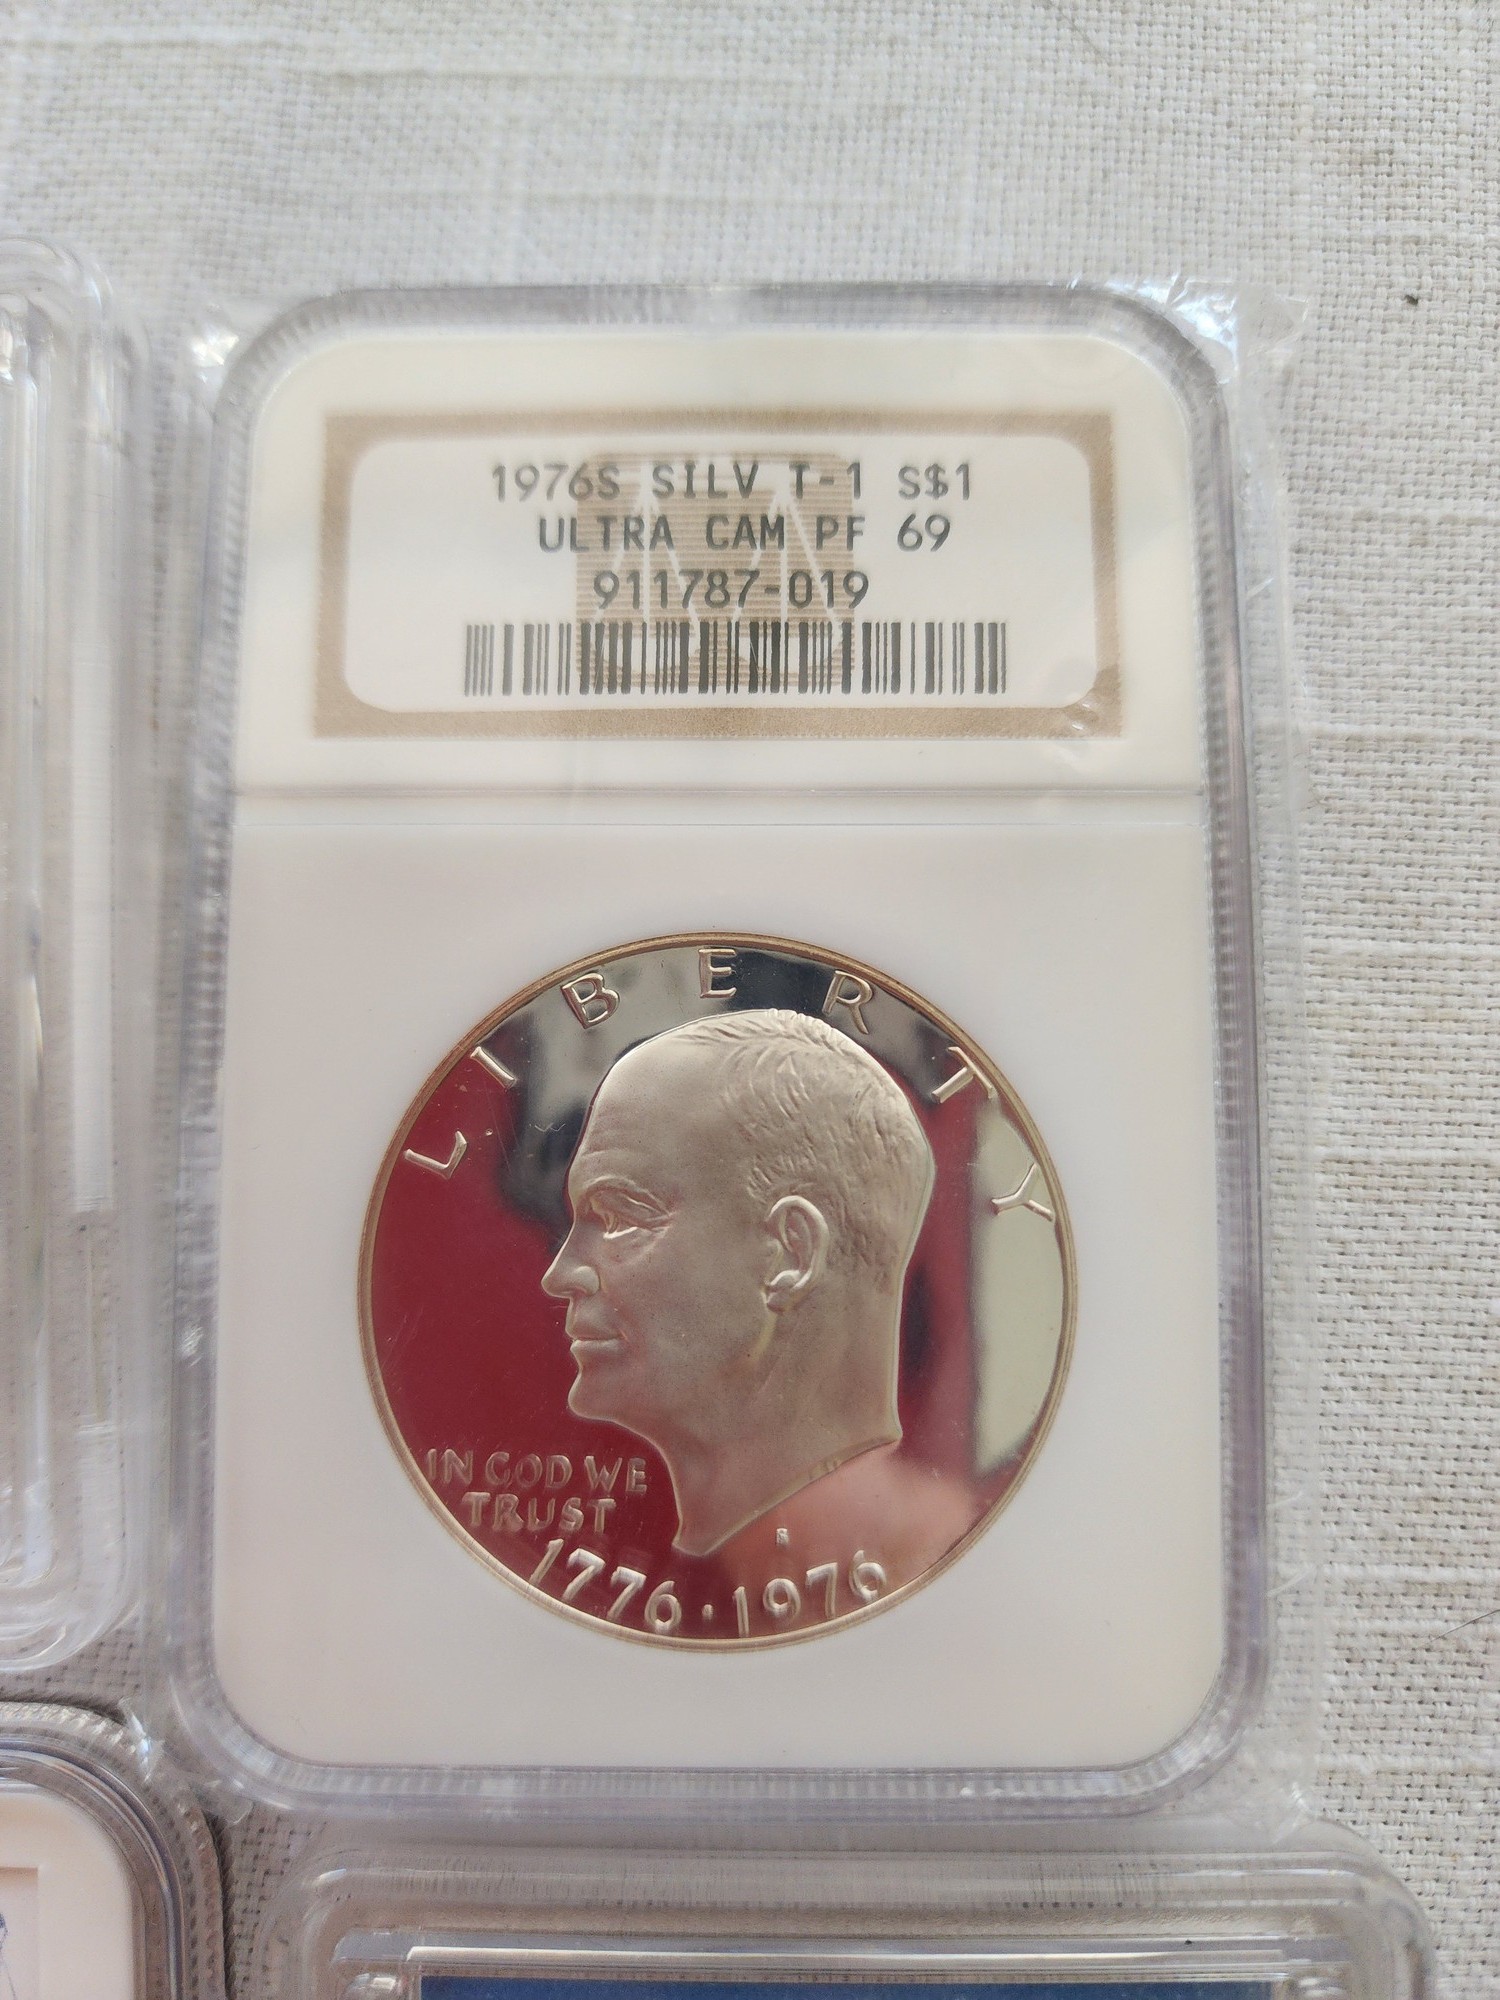 1976S SILV T-1 S$1
ULTRA CAM PF 69
911787-019
LIBERTY
IN GOD WE
TRUST
S
1776·1976